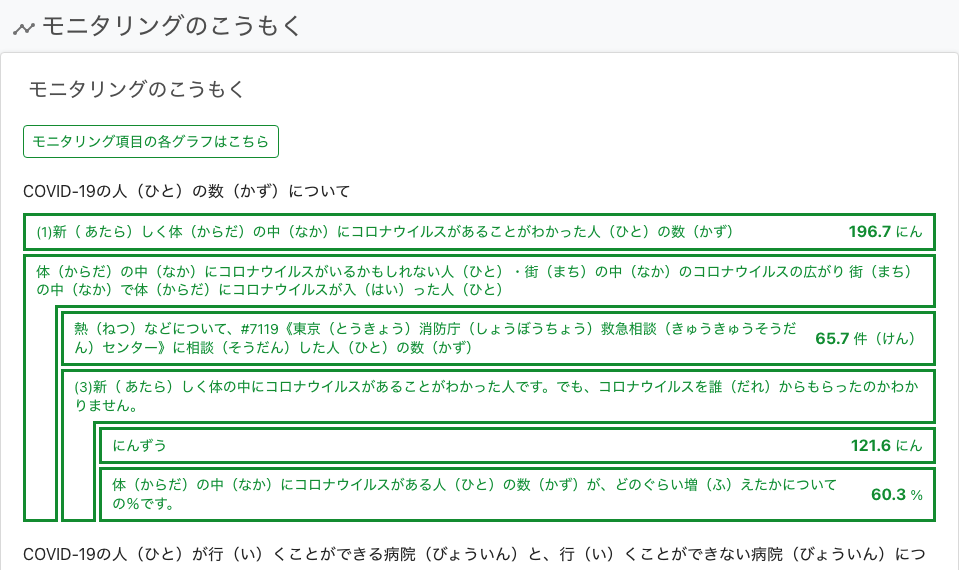 モニタリングのこうもく
モニタリングのこうもく
モニタリング項目の各グラフはこちら
COVID-19の人（ひと）の数（かず）について
(1)新（ あたら）しく体（からだ）の中（なか）にコロナウイルスがあることがわかった人（ひと）の数（かず） 196.7 にん
体（からだ）の中（なか）にコロナウイルスがいるかもしれない人（ひと）・街（まち）の中（なか）のコロナウイルスの広がり 街（まち）
の中（なか）で体（からだ）にコロナウイルスが入（はい）った人（ひと）
熱（ねつ）などについて、#7119《東京（とうきょう）消防庁（しょうぼうちょう）救急相談（きゅうきゅうそうだ
ん）センター》に相談（そうだん）した人（ひと）の数（かず） 65.7 件（けん）
(3)新（ あたら）しく体の中にコロナウイルスがあることがわかった人です。でも、コロナウイルスを誰（だれ）からもらったのかわか
りません。
にんずう 121.6 にん
体（からだ）の中（なか）にコロナウイルスがある人（ひと）の数（かず）が、どのぐらい増（ふ）えたかについて
の%です。 60.3 %
COVID-19の人（ひと）が行（い）くことができる病院（びょういん）と、行（い）くことができない病院（びょういん）につ